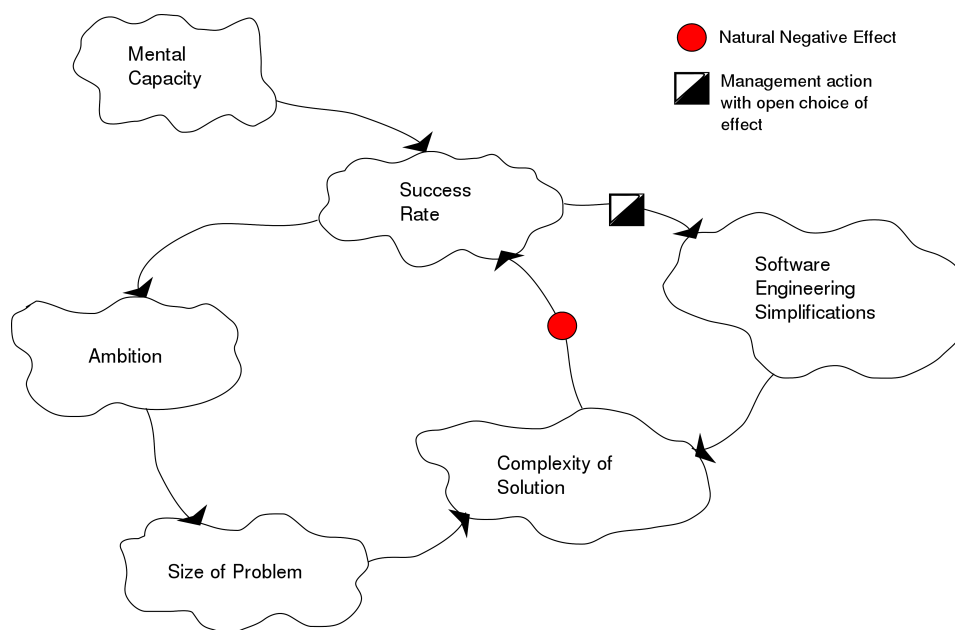 Natural Negative Effect
Management action
with open choice of
effect
Mental
Capacity
Success
Rate
Software
Engineering
Simplifications
Ambition
Complexity of
Solution
Size of Problem